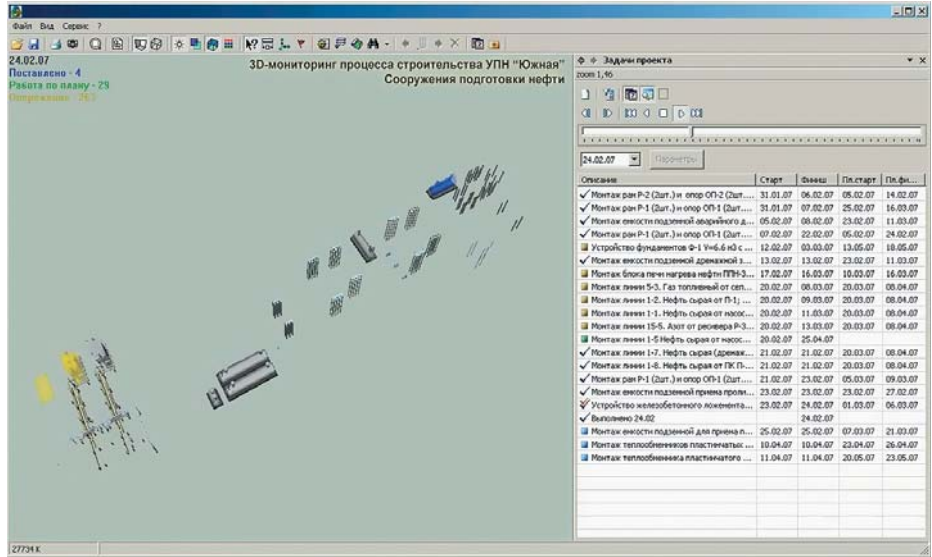 Файл Вид Сервис ?
24.02.07
Поставлено - 4
Работа по плану - 29
Опережение - 263
3D-мониторинг процесса строительства УПН "Южная"
Сооружения подготовки нефти
Задачи проекта
zoom 1,46
24.02.07 Параметры
Описание Старт Финиш Пл.старт Пл.фи...
Монтаж рам Р-2 (2шт.) и опор ОП-2 (2шт.... 31.01.07 06.02.07 05.02.07 14.02.07
Монтаж рам Р-1 (2шт.) и опор ОП-1 (2шт.... 31.01.07 07.02.07 25.02.07 16.03.07
Монтаж емкости подземной аварийного д... 05.02.07 08.02.07 23.02.07 11.03.07
Монтаж рам Р-1 (2шт.) и опор ОП-1 (2шт.... 07.02.07 22.02.07 05.02.07 24.02.07
Устройство фундаментов Ф-1 V=6.6 м3 с ... 12.02.07 03.03.07 13.05.07 18.05.07
Монтаж емкости подземной дренажной з... 13.02.07 13.02.07 23.02.07 11.03.07
Монтаж блока печи нагрева нефти ППН-3... 17.02.07 16.03.07 10.03.07 16.03.07
Монтаж линии 5-3. Газ топливный от сеп... 20.02.07 08.03.07 20.03.07 08.04.07
Монтаж линии 1-2. Нефть сырая от П-1; ... 20.02.07 09.03.07 20.03.07 08.04.07
Монтаж линии 1-1. Нефть сырая от насос... 20.02.07 11.03.07 20.03.07 08.04.07
Монтаж линии 15-5. Азот от ресивера Р-3... 20.02.07 13.03.07 20.03.07 08.04.07
Монтаж линии 1-5 Нефть сырая от насос... 20.02.07 25.04.07
Монтаж линии 1-7. Нефть сырая (дренаж... 21.02.07 21.02.07 20.03.07 08.04.07
Монтаж линии 1-8. Нефть сырая от ПК П-... 21.02.07 21.02.07 20.03.07 08.04.07
Монтаж рам Р-1 (2шт.) и опор ОП-1 (2шт.... 21.02.07 23.02.07 05.03.07 09.03.07
Монтаж емкости подземной приема проли... 23.02.07 23.02.07 23.02.07 27.02.07
Устройство железобетонного ложемента... 23.02.07 24.02.07 01.03.07 06.03.07
Выполнено 24.02 24.02.07
Монтаж емкости подземной для приема п... 25.02.07 25.02.07 07.03.07 21.03.07
Монтаж теплообменников пластинчатых ... 10.04.07 10.04.07 23.04.07 26.04.07
Монтаж теплообменника пластинчатого ... 11.04.07 11.04.07 20.05.07 23.05.07
27734 K